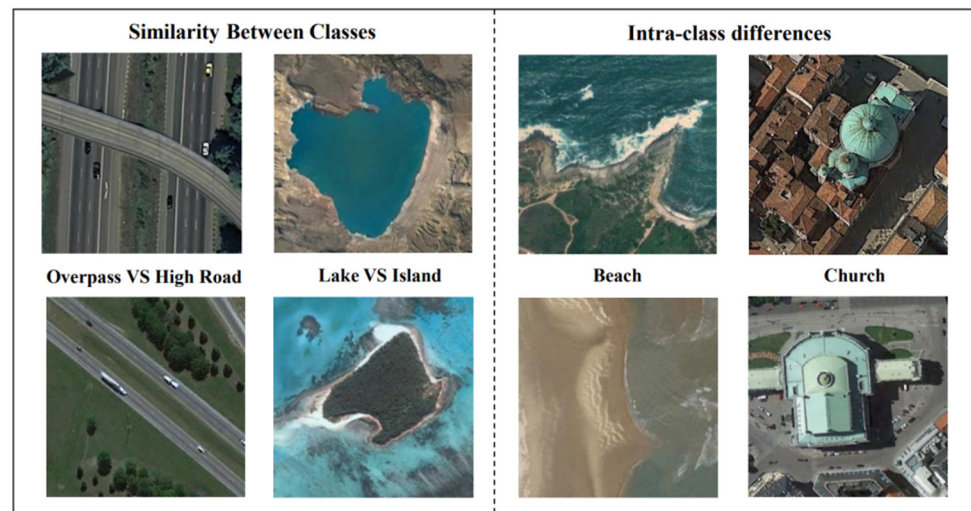 Similarity Between Classes
Intra-class differences
Overpass VS High Road
Lake VS Island
Beach
Church